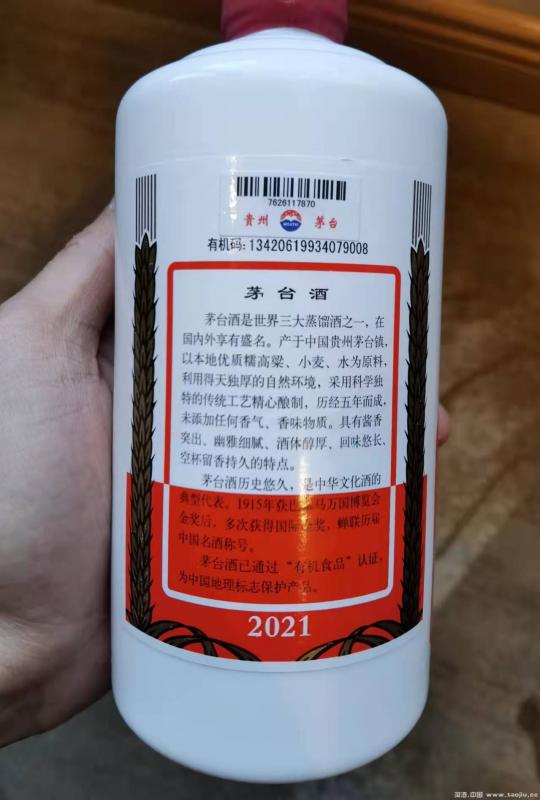 7626117870
贵州 茅台
有机码:13420619934079008
茅台酒
茅台酒是世界三大蒸馏酒之一，在
国内外享有盛名。产于中国贵州茅台镇，
以本地优质糯高粱、小麦、水为原料，
利用得天独厚的自然环境，采用科学独
特的传统工艺精心酿制，历经五年而成，
未添加任何香气、香味物质。具有酱香
突出、幽雅细腻、酒体醇厚、回味悠长、
空杯留香持久的特点。
茅台酒历史悠久，是中华文化酒的
典型代表。1915年获巴拿马万国博览会
金奖后，多次获得国际金奖，蝉联历届
中国名酒称号。
茅台酒已通过“有机食品”认证，
为中国地理标志保护产品。
2021
淘酒.中国 www.taojiu.cc